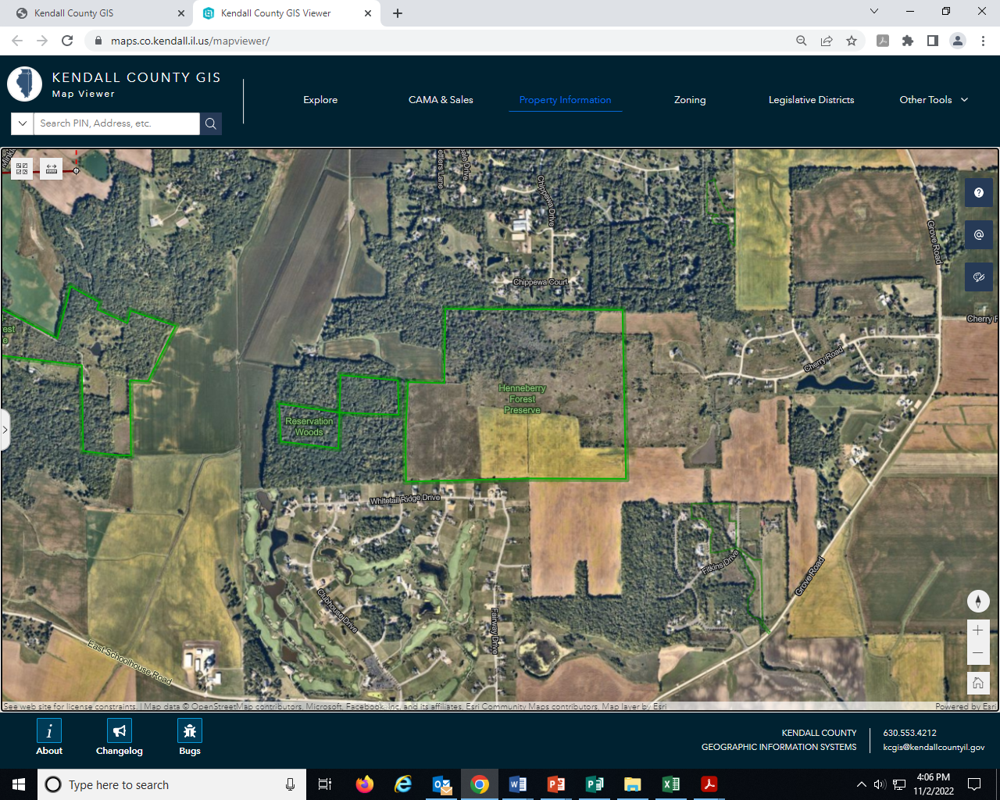 Kendall County GIS
Kendall County GIS Viewer
maps.co.kendall.il.us/mapviewer/
KENDALL COUNTY GIS
Map Viewer
Search PIN, Address, etc.
Explore
CAMA & Sales
Property Information
Zoning
Legislative Districts
Other Tools
Chippewa Drive
Chippewa Court
Grove Road
Cherry Road
Henneberry
Forest
Preserve
Reservation
Woods
Whitetail Ridge Drive
Clubhouse Drive
Fairway Drive
Filkins Drive
Grove Road
East Schoolhouse Road
See web site for license constraints. | Map data © OpenStreetMap contributors, Microsoft, Facebook, Inc. and its affiliates, Esri Community Maps contributors, Map layer by Esri
Powered by Esri
About
Changelog
Bugs
KENDALL COUNTY
GEOGRAPHIC INFORMATION SYSTEMS
630.553.4212
kcgis@kendallcountyil.gov
Type here to search
4:06 PM
11/2/2022